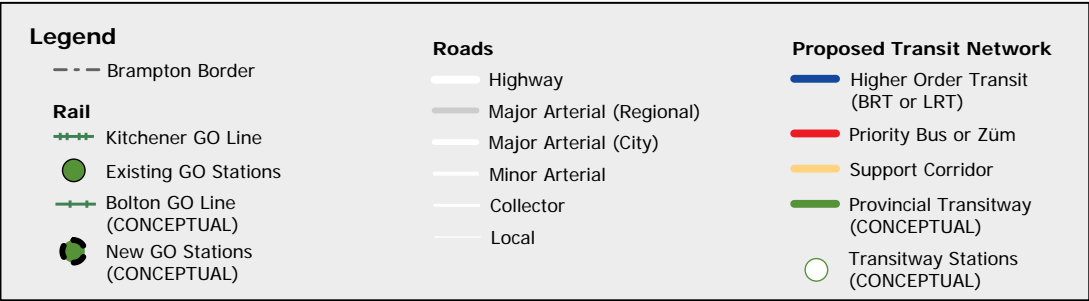 Legend
Brampton Border
Rail
Kitchener GO Line
Existing GO Stations
Bolton GO Line
(CONCEPTUAL)
New GO Stations
(CONCEPTUAL)
Roads
Highway
Major Arterial (Regional)
Major Arterial (City)
Minor Arterial
Collector
Local
Proposed Transit Network
Higher Order Transit
(BRT or LRT)
Priority Bus or Züm
Support Corridor
Provincial Transitway
(CONCEPTUAL)
Transitway Stations
(CONCEPTUAL)